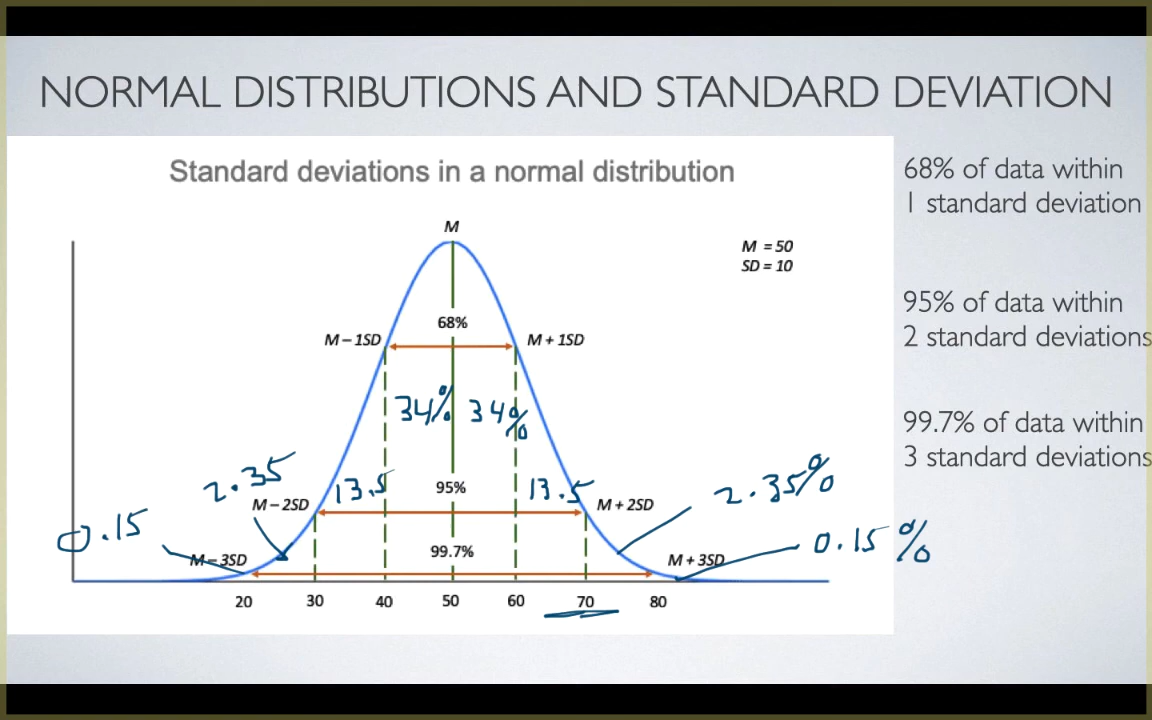 NORMAL DISTRIBUTIONS AND STANDARD DEVIATION
Standard deviations in a normal distribution
68% of data within
1 standard deviation
M
M = 50
SD = 10
95% of data within
2 standard deviations
68%
M – 1SD
M + 1SD
34% 34%
99.7% of data within
3 standard deviations
2.35
13.5
95%
13.5
2.35%
M – 2SD
M + 2SD
0.15
M – 3SD
99.7%
M + 3SD
0.15%
20 30 40 50 60 70 80